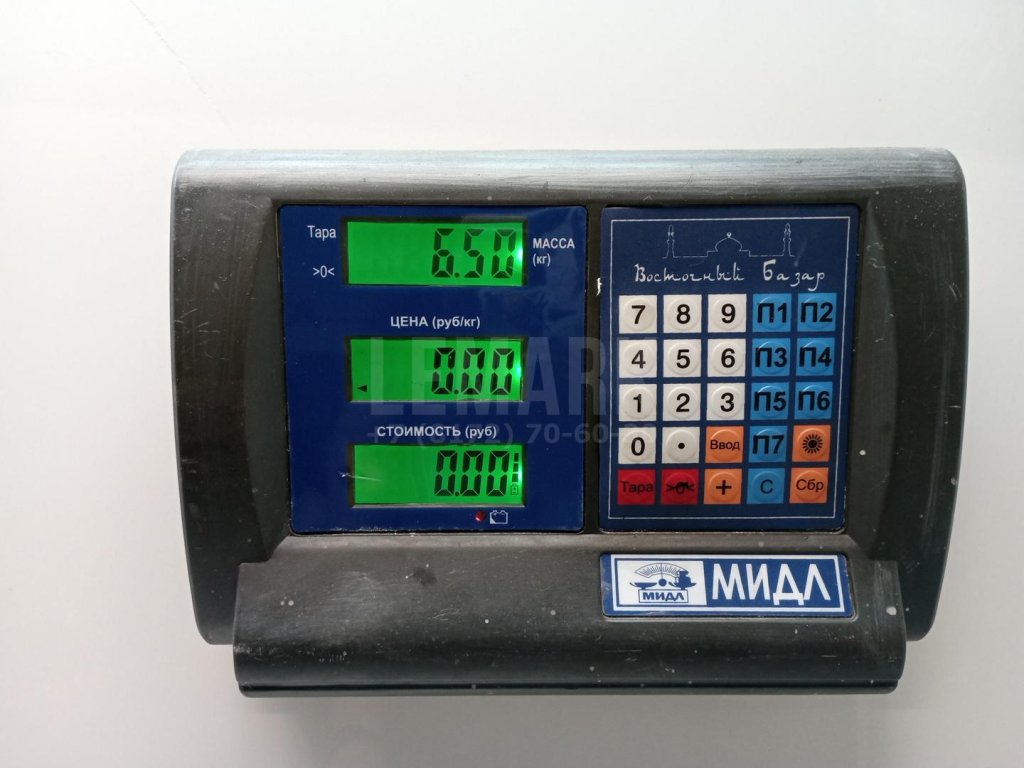 Тара
6.50
МАССА
(кг)
>0<
ЦЕНА (руб/кг)
0.00
СТОИМОСТЬ (руб)
0.00
Восточный Базар
7 8 9 П1 П2
4 5 6 П3 П4
1 2 3 П5 П6
0 . Ввод П7
Тара >0< + С Сбр
МИДЛ
МИДЛ
LEMAR